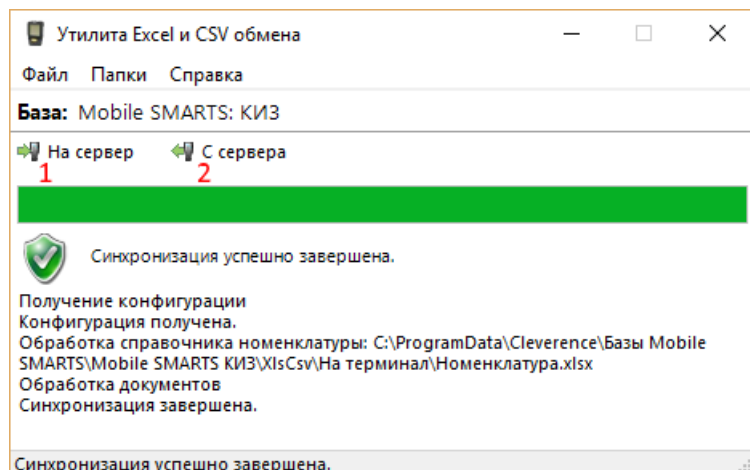 Утилита Excel и CSV обмена
Файл Папки Справка
База: Mobile SMARTS: КИЗ
На сервер С сервера
1 2
Синхронизация успешно завершена.
Получение конфигурации
Конфигурация получена.
Обработка справочника номенклатуры: C:\ProgramData\Cleverence\Базы Mobile
SMARTS\Mobile SMARTS КИЗ\XlsCsv\На терминал\Номенклатура.xlsx
Обработка документов
Синхронизация завершена.
Синхронизация успешно завершена.